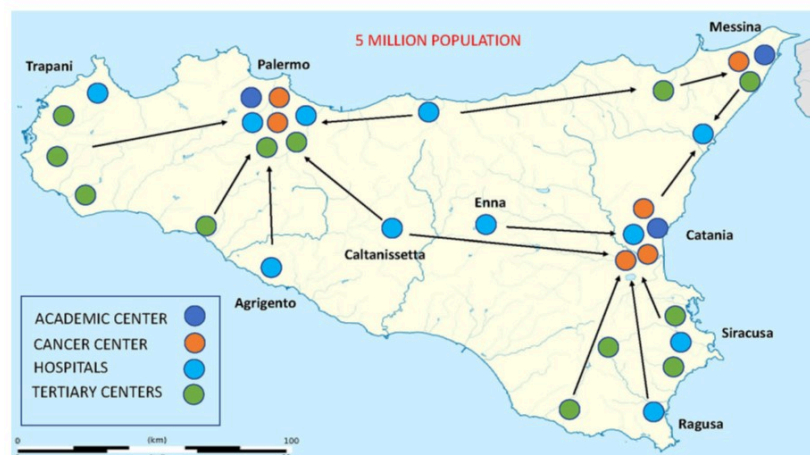 Messina
5 MILLION POPULATION
Trapani
Palermo
Enna
Catania
Caltanissetta
Agrigento
Siracusa
Ragusa
ACADEMIC CENTER
CANCER CENTER
HOSPITALS
TERTIARY CENTERS
0 (km) 100